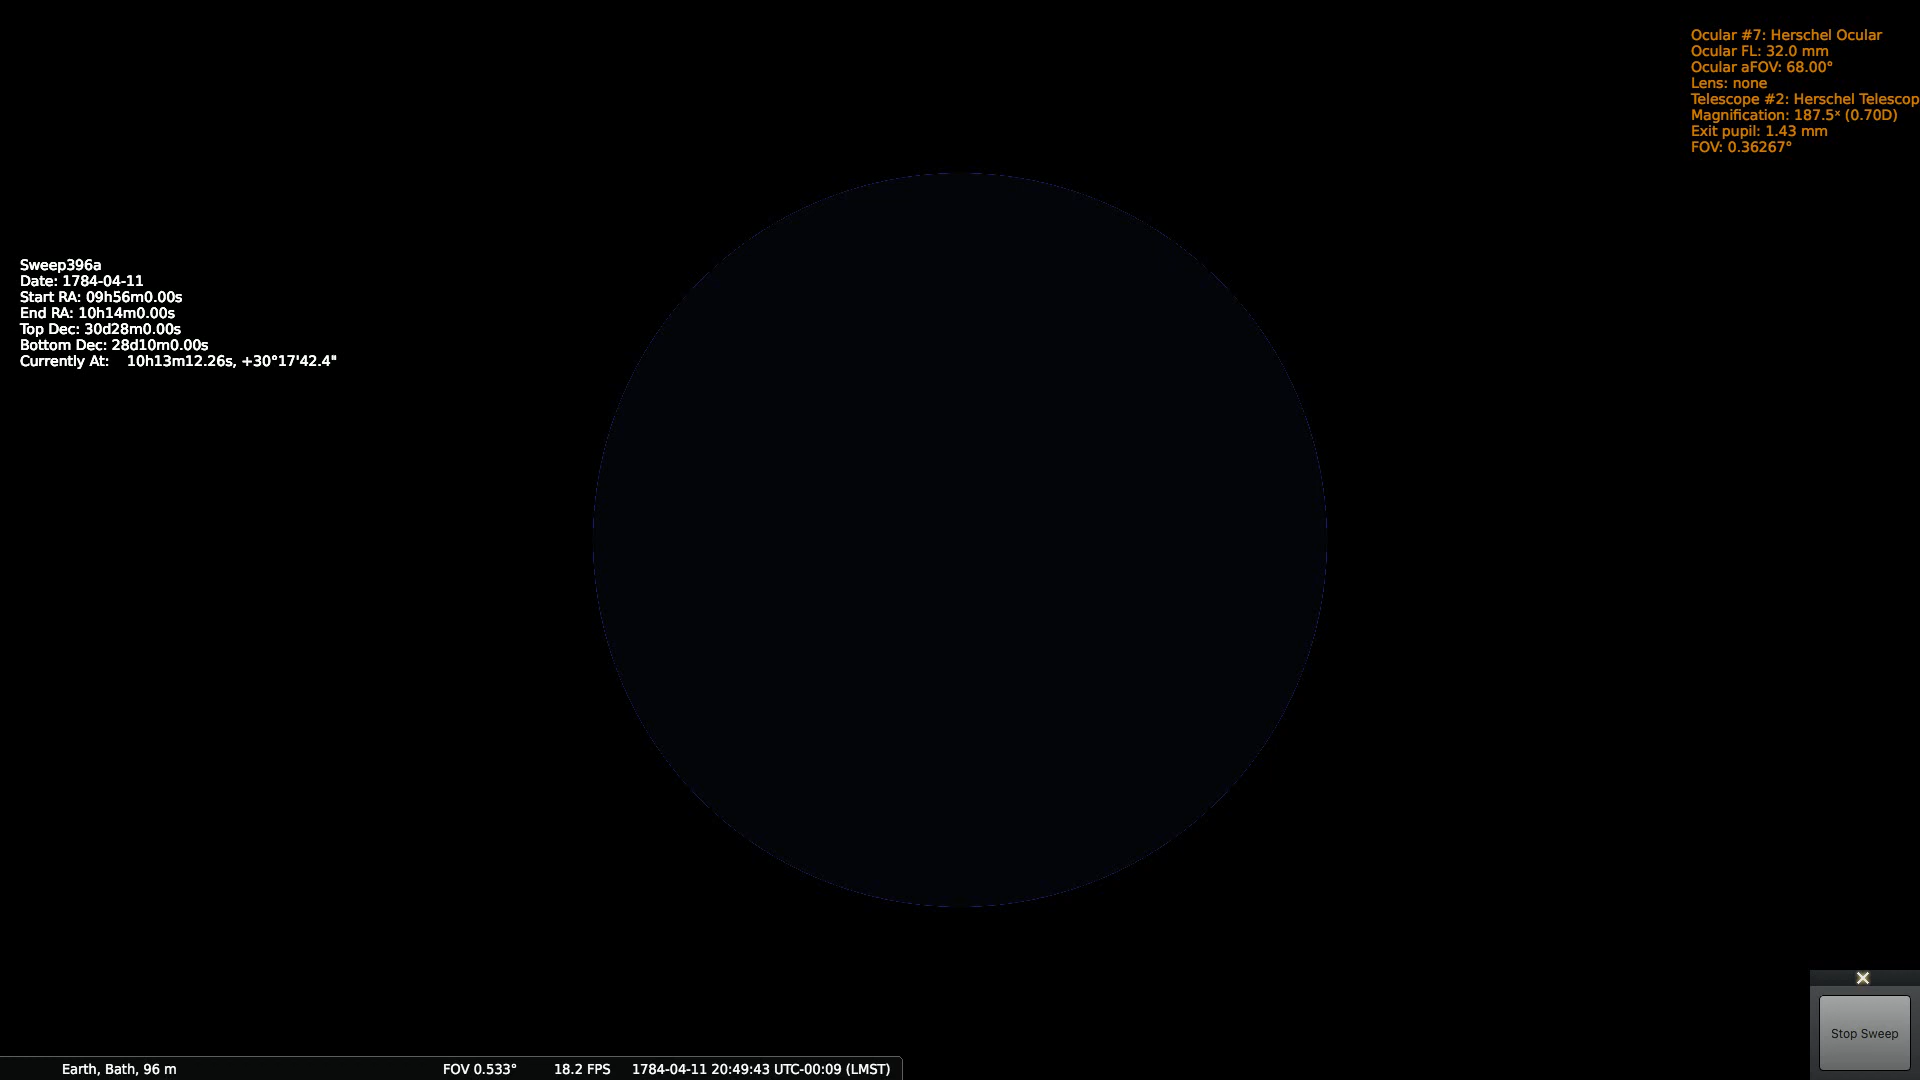 Ocular #7: Herschel Ocular
Ocular FL: 32.0 mm
Ocular aFOV: 68.00°
Lens: none
Telescope #2: Herschel Telescop
Magnification: 187.5ˣ (0.70D)
Exit pupil: 1.43 mm
FOV: 0.36267°
Sweep396a
Date: 1784-04-11
Start RA: 09h56m0.00s
End RA: 10h14m0.00s
Top Dec: 30d28m0.00s
Bottom Dec: 28d10m0.00s
Currently At: 10h13m12.26s, +30°17'42.4"
Stop Sweep
Earth, Bath, 96 m FOV 0.533° 18.2 FPS 1784-04-11 20:49:43 UTC-00:09 (LMST)